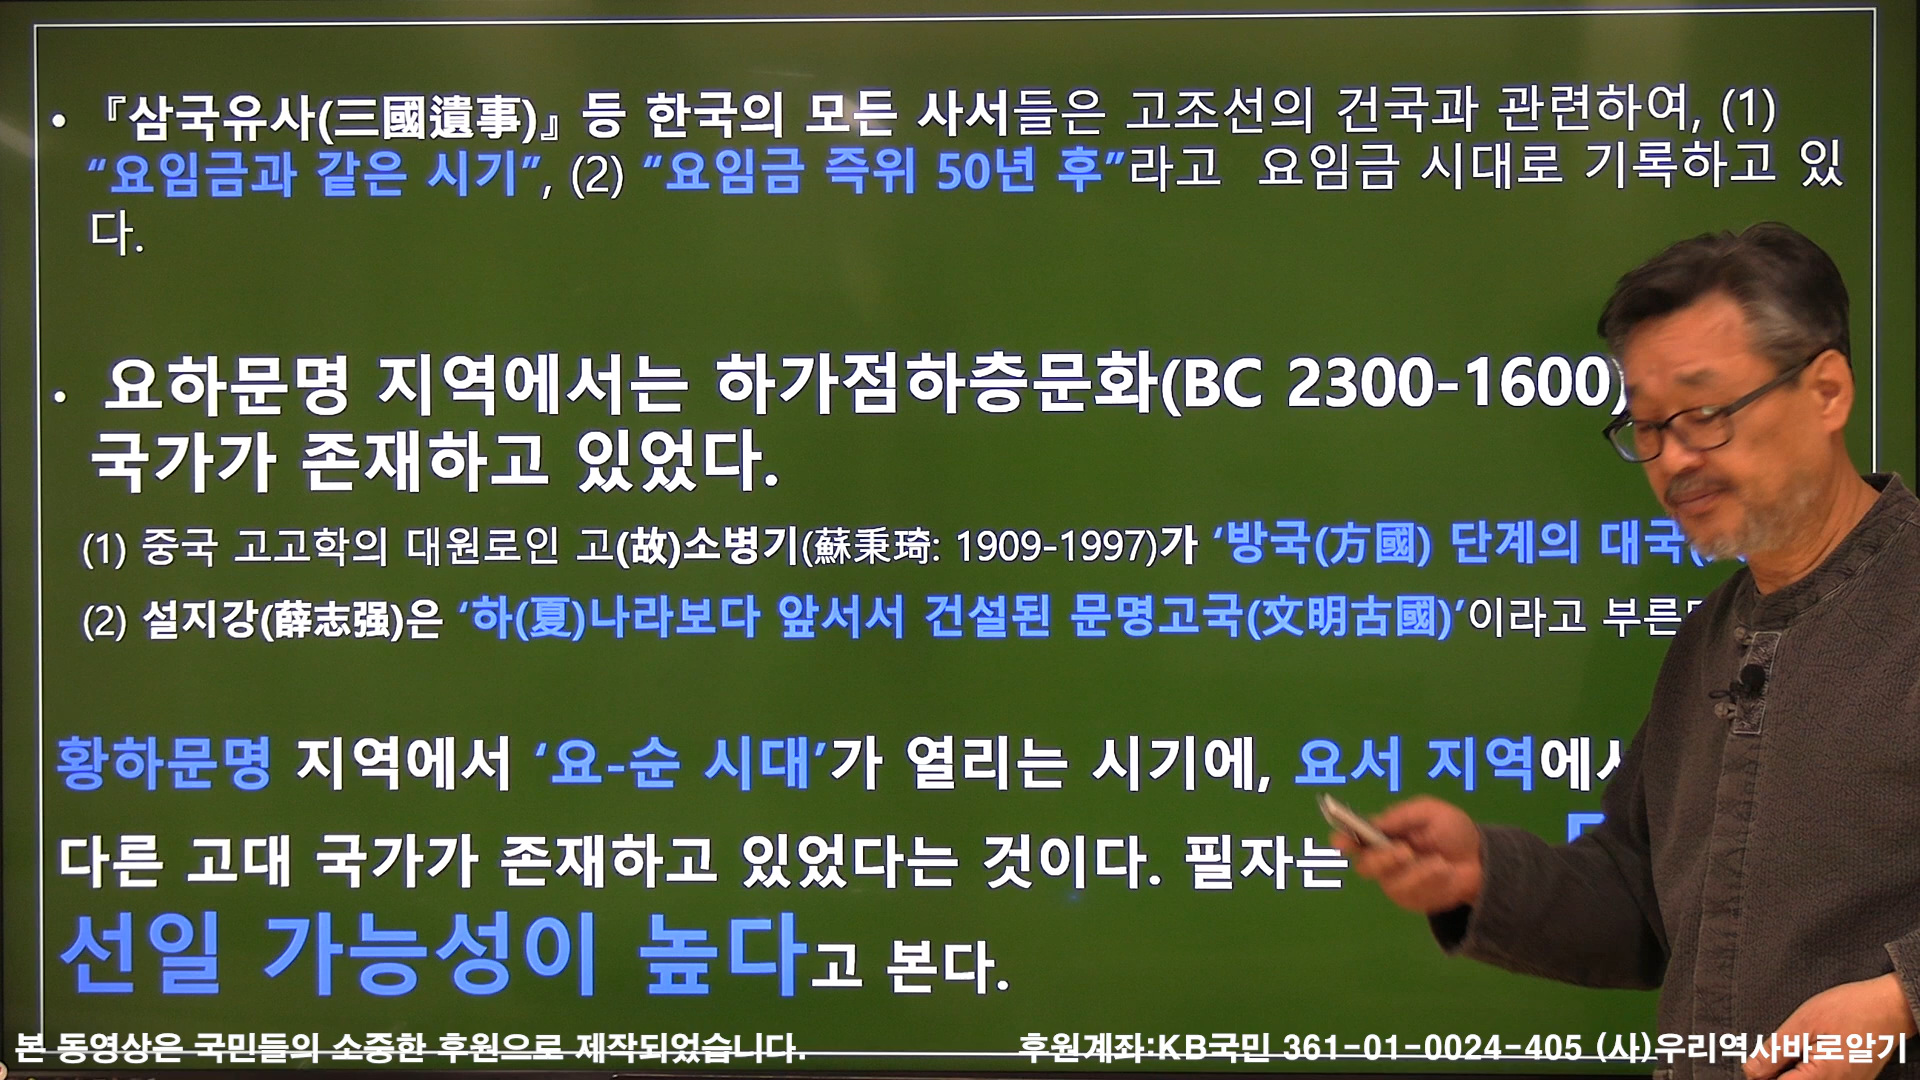 • 『삼국유사(三國遺事)』 등 한국의 모든 사서들은 고조선의 건국과 관련하여, (1)
“요임금과 같은 시기”, (2) “요임금 즉위 50년 후”라고 요임금 시대로 기록하고 있
다.
• 요하문명 지역에서는 하가점하층문화(BC 2300-1600)
국가가 존재하고 있었다.
(1) 중국 고고학의 대원로인 고(故)소병기(蘇秉琦: 1909-1997)가 ‘방국(方國) 단계의 대국
(2) 설지강(薛志强)은 ‘하(夏)나라보다 앞서서 건설된 문명고국(文明古國)’이라고 부른
황하문명 지역에서 ‘요-순 시대’가 열리는 시기에, 요서 지역에서
다른 고대 국가가 존재하고 있었다는 것이다. 필자는
선일 가능성이 높다고 본다.
본 동영상은 국민들의 소중한 후원으로 제작되었습니다.
후원계좌:KB국민 361-01-0024-405 (사)우리역사바로알기